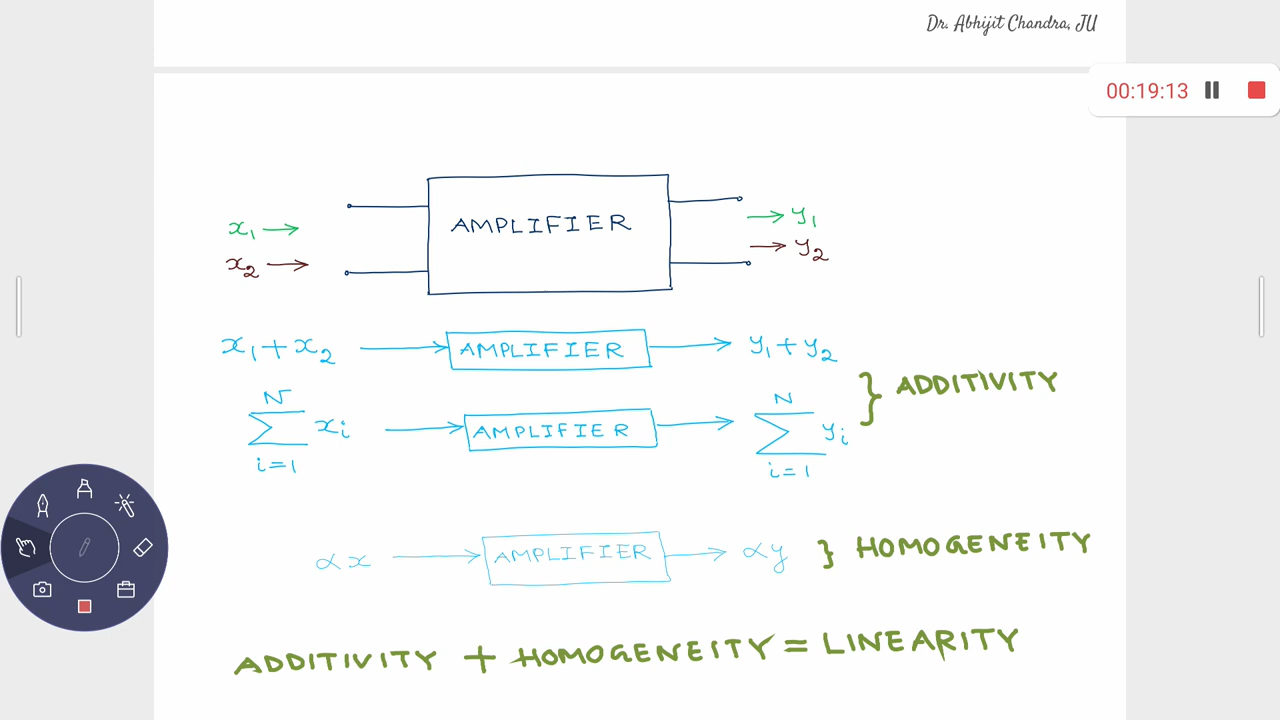 Dr. Abhijit Chandra, JU
00:19:13
AMPLIFIER
x₁ → → y₁
x₂ → → y₂
x₁ + x₂ → AMPLIFIER → y₁ + y₂
} ADDITIVITY
N N
∑ xᵢ → AMPLIFIER → ∑ yᵢ
i=1 i=1
αx → AMPLIFIER → αy } HOMOGENEITY
ADDITIVITY + HOMOGENEITY = LINEARITY